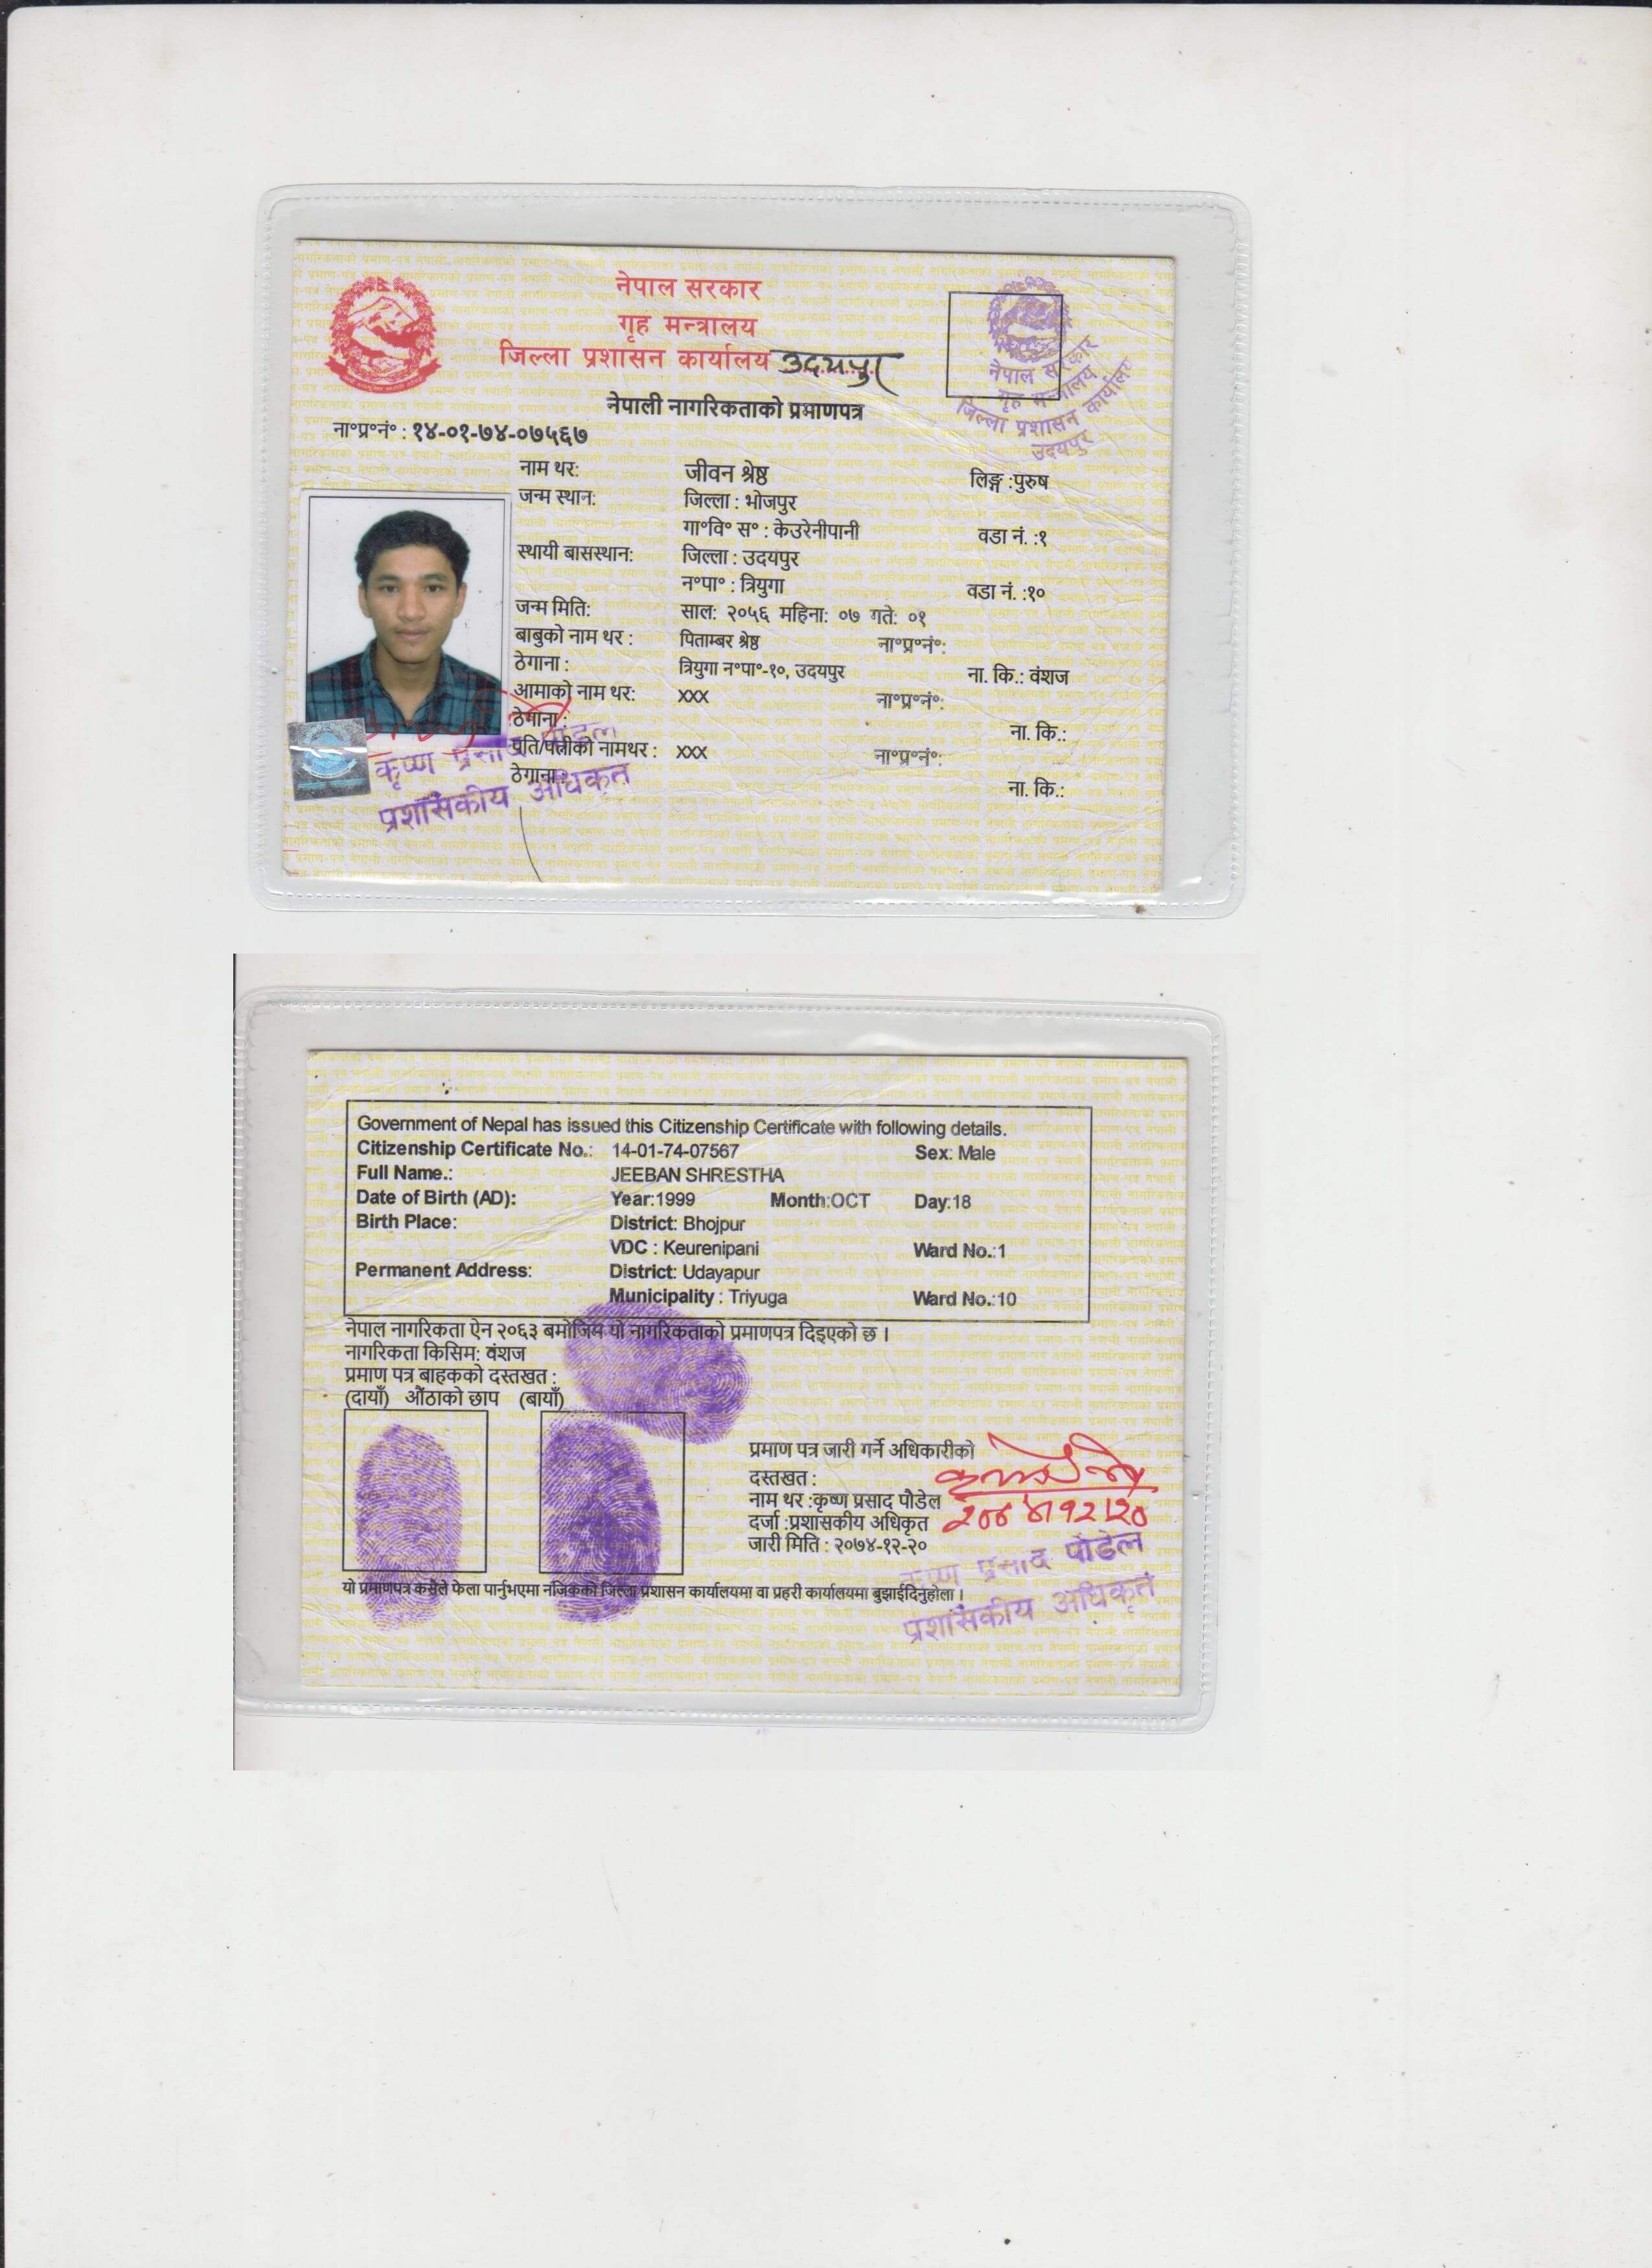 नेपाल सरकार
गृह मन्त्रालय
जिल्ला प्रशासन कार्यालय उदयपुर
नेपाल सरकार
गृह मन्त्रालय
जिल्ला प्रशासन कार्यालय
उदयपुर
नेपाली नागरिकताको प्रमाणपत्र
ना॰प्र॰नं॰ : १४-०१-७४-०७५६७
नाम थर: जीवन श्रेष्ठ लिङ्ग :पुरुष
जन्म स्थान: जिल्ला : भोजपुर
गा॰वि॰ स॰ : केउरेनीपानी वडा नं. :१
स्थायी बासस्थान: जिल्ला : उदयपुर
न॰पा॰ : त्रियुगा वडा नं. :१०
जन्म मिति: साल: २०५६ महिना: ०७ गते: ०१
बाबुको नाम थर : पिताम्बर श्रेष्ठ ना॰प्र॰नं॰:
ठेगाना : त्रियुगा न॰पा॰-१०, उदयपुर ना. कि.: वंशज
आमाको नाम थर: xxx ना॰प्र॰नं॰:
ठेगाना : ना. कि.:
पति/पत्नीको नामथर : xxx ना॰प्र॰नं॰:
ठेगाना: ना. कि.:
कृष्ण प्रसाद पौडेल
प्रशासकीय अधिकृत
Government of Nepal has issued this Citizenship Certificate with following details.
Citizenship Certificate No.: 14-01-74-07567 Sex: Male
Full Name.: JEEBAN SHRESTHA
Date of Birth (AD): Year:1999 Month:OCT Day:18
Birth Place: District: Bhojpur
VDC : Keurenipani Ward No.:1
Permanent Address: District: Udayapur
Municipality : Triyuga Ward No.:10
नेपाल नागरिकता ऐन २०६३ बमोजिम यो नागरिकताको प्रमाणपत्र दिइएको छ ।
नागरिकता किसिम: वंशज
प्रमाण पत्र बाहकको दस्तखत :
(दायाँ) औंठाको छाप (बायाँ)
प्रमाण पत्र जारी गर्ने अधिकारीको
दस्तखत :
नाम थर :कृष्ण प्रसाद पौडेल
दर्जा :प्रशासकीय अधिकृत
जारी मिति : २०७४-१२-२०
यो प्रमाणपत्र कसैले फेला पार्नुभएमा नजिकको जिल्ला प्रशासन कार्यालयमा वा प्रहरी कार्यालयमा बुझाईदिनुहोला ।
कृष्ण प्रसाद पौडेल
प्रशासकीय अधिकृत